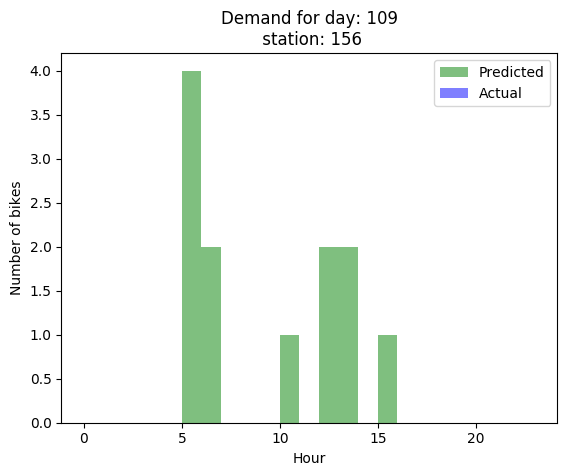 Demand for day: 109
station: 156
Predicted
Actual
4.0
3.5
3.0
2.5
2.0
1.5
1.0
0.5
0.0
Number of bikes
0 5 10 15 20
Hour